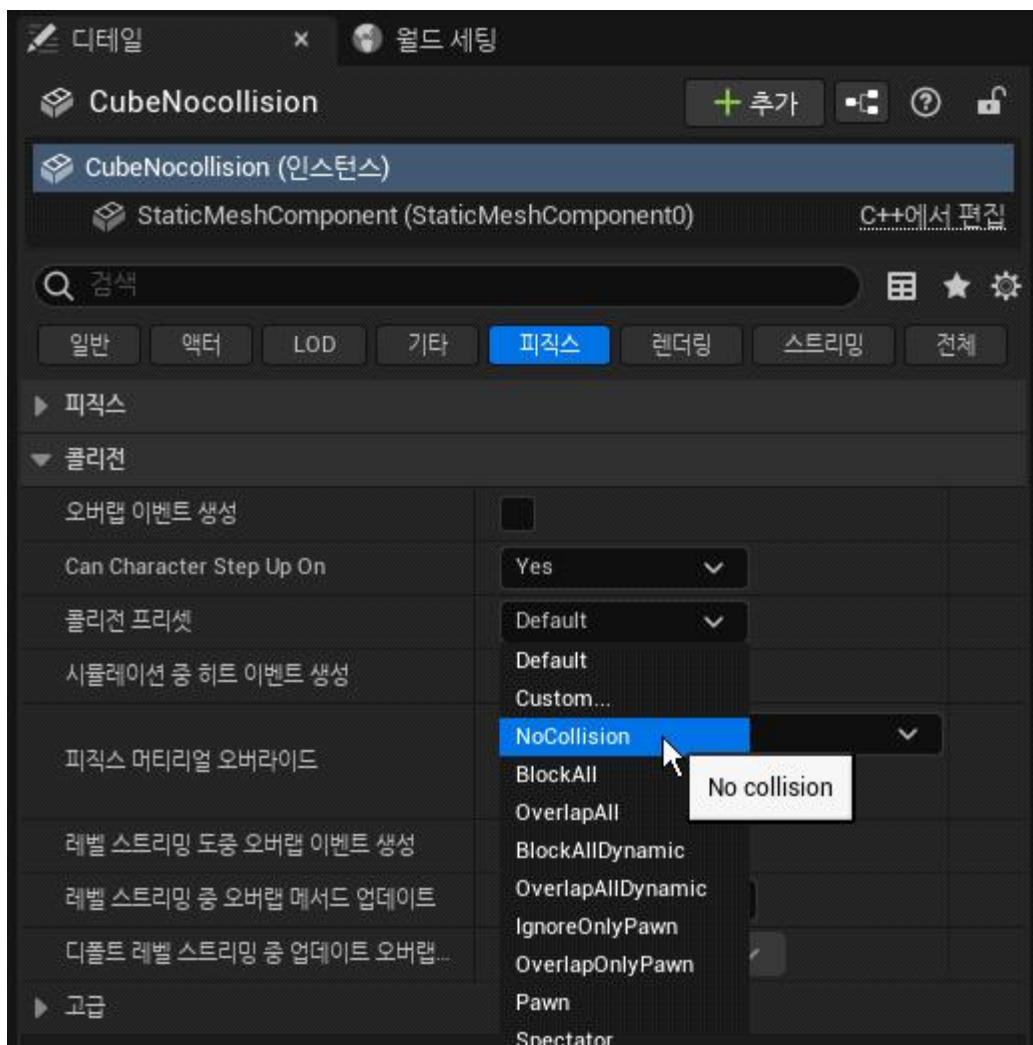 디테일
월드 세팅
CubeNocollision
추가
CubeNocollision (인스턴스)
StaticMeshComponent (StaticMeshComponent0)
C++에서 편집
검색
일반
액터
LOD
기타
피직스
렌더링
스트리밍
전체
피직스
콜리전
오버랩 이벤트 생성
Can Character Step Up On
Yes
콜리전 프리셋
Default
Default
시뮬레이션 중 히트 이벤트 생성
Custom...
NoCollision
피직스 머티리얼 오버라이드
BlockAll
No collision
OverlapAll
레벨 스트리밍 도중 오버랩 이벤트 생성
BlockAllDynamic
레벨 스트리밍 중 오버랩 메서드 업데이트
OverlapAllDynamic
IgnoreOnlyPawn
디폴트 레벨 스트리밍 중 업데이트 오버랩...
OverlapOnlyPawn
고급
Pawn
Spectator